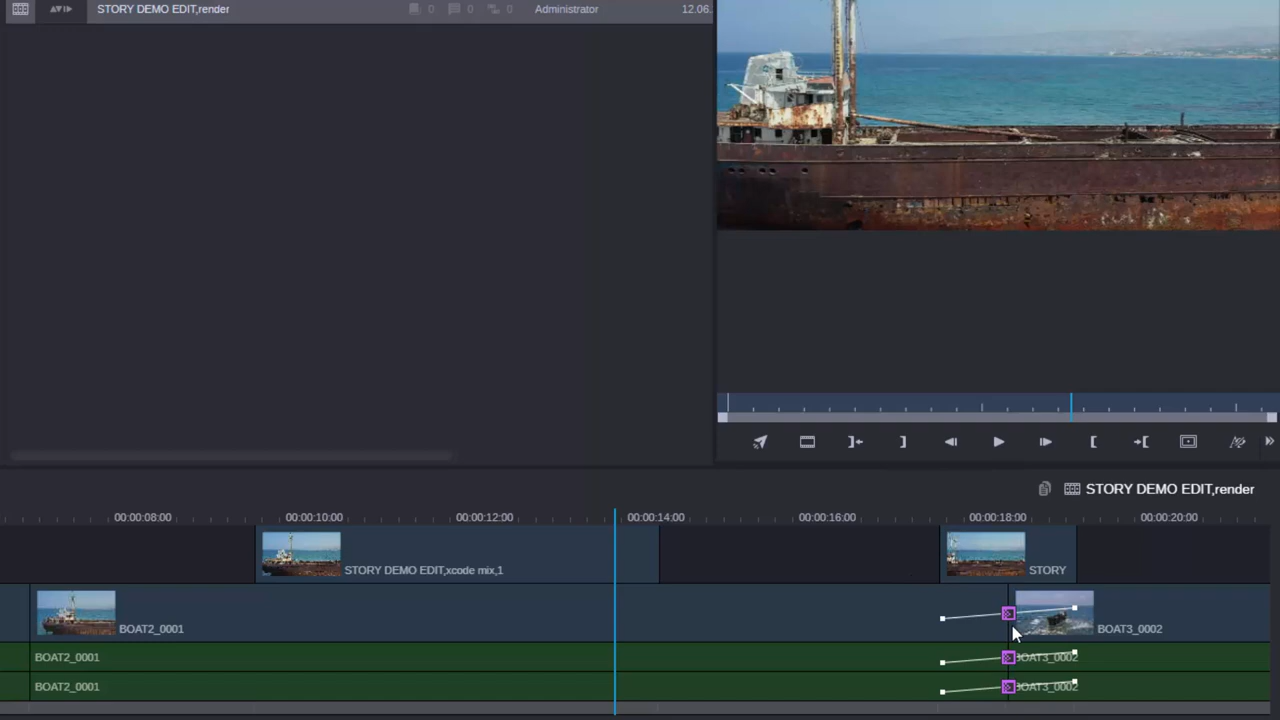 STORY DEMO EDIT,render 0 0 0 Administrator 12.06.
STORY DEMO EDIT,render
00:00:08:00 00:00:10:00 00:00:12:00 00:00:14:00 00:00:16:00 00:00:18:00 00:00:20:00
STORY DEMO EDIT,xcode mix,1 STORY
BOAT2_0001 BOAT3_0002
BOAT2_0001 BOAT3_0002
BOAT2_0001 BOAT3_0002